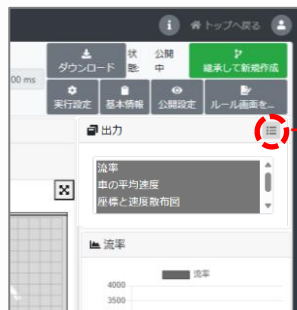 i トップへ戻る
ダウンロード 状態: 公開中 継承して新規作成
00 ms
実行設定 基本情報 公開設定 ルール画面を...
出力
流率
車の平均速度
座標と速度散布図
流率
流率
4000
3500